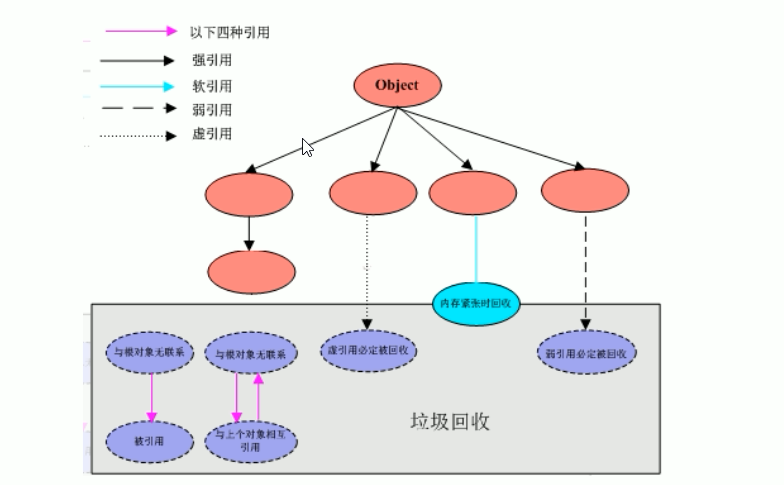 以下四种引用
强引用
软引用
弱引用
虚引用
Object
内存紧张时回收
与根对象无联系
与根对象无联系
虚引用必定被回收
弱引用必定被回收
垃圾回收
被引用
与上个对象相互
引用